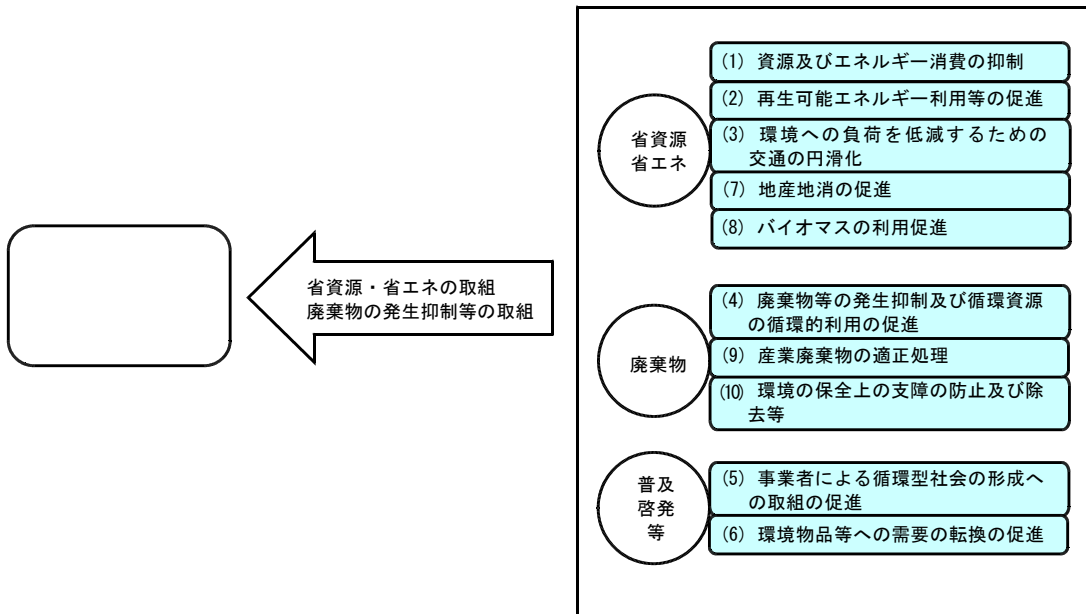 省資源・省エネの取組
廃棄物の発生抑制等の取組
省資源
省エネ
(1) 資源及びエネルギー消費の抑制
(2) 再生可能エネルギー利用等の促進
(3) 環境への負荷を低減するための
交通の円滑化
(7) 地産地消の促進
(8) バイオマスの利用促進
廃棄物
(4) 廃棄物等の発生抑制及び循環資源
の循環的利用の促進
(9) 産業廃棄物の適正処理
(10) 環境の保全上の支障の防止及び除
去等
普及
啓発
等
(5) 事業者による循環型社会の形成へ
の取組の促進
(6) 環境物品等への需要の転換の促進